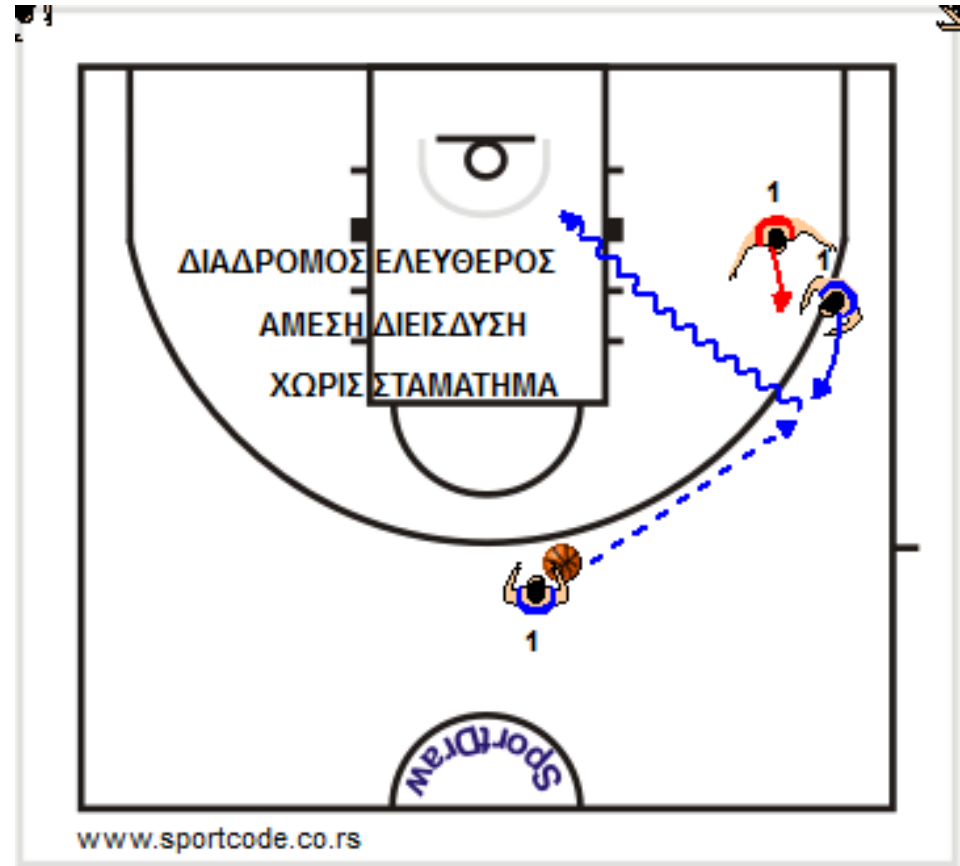 1
ΔΙΑΔΡΟΜΟΣ ΕΛΕΥΘΕΡΟΣ
1
ΑΜΕΣΗ ΔΙΕΙΣΔΥΣΗ
ΧΩΡΙΣ ΣΤΑΜΑΤΗΜΑ
1
SportDraw
www.sportcode.co.rs